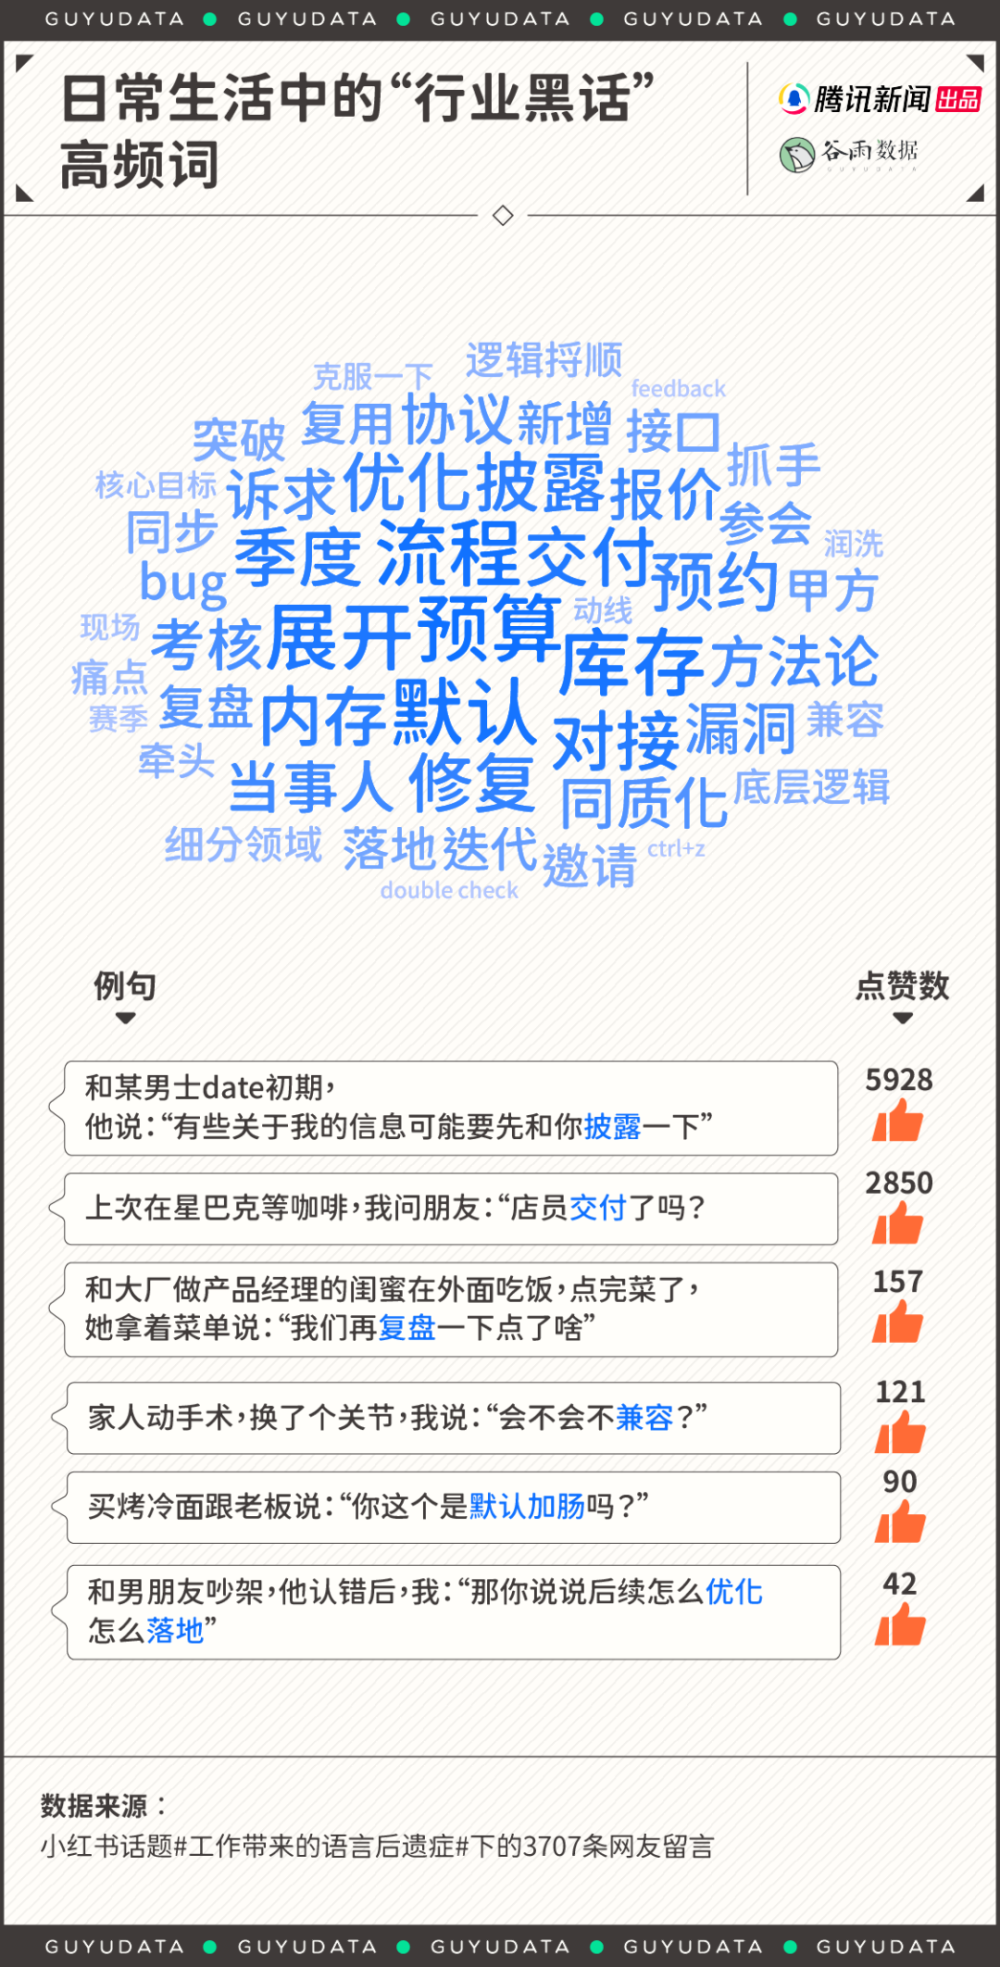 GUYUDATA ● GUYUDATA ● GUYUDATA ● GUYUDATA ● GUYUDATA
日常生活中的“行业黑话”
高频词
腾讯新闻 出品
谷雨数据
GUYUDATA
逻辑捋顺
克服一下
feedback
复用 协议 新增 接口
突破
抓手
核心目标 诉求 优化 披露 报价
同步
参会
润洗
季度 流程 交付
bug
预约 甲方
展开 预算 动线
现场 考核
库存 方法论
痛点
赛季 复盘 内存 默认
对接 漏洞 兼容
牵头
当事人 修复
同质化 底层逻辑
细分领域 落地 迭代 邀请 ctrl+z
double check
例句
点赞数
和某男士date初期，
他说：“有些关于我的信息可能要先和你披露一下”
5928
上次在星巴克等咖啡，我问朋友：“店员交付了吗？
2850
和大厂做产品经理的闺蜜在外面吃饭，点完菜了，
她拿着菜单说：“我们再复盘一下点了啥”
157
家人动手术，换了个关节，我说：“会不会不兼容？”
121
买烤冷面跟老板说：“你这个是默认加肠吗？”
90
和男朋友吵架，他认错后，我：“那你说说后续怎么优化
怎么落地”
42
数据来源：
小红书话题#工作带来的语言后遗症#下的3707条网友留言
GUYUDATA ● GUYUDATA ● GUYUDATA ● GUYUDATA ● GUYUDATA